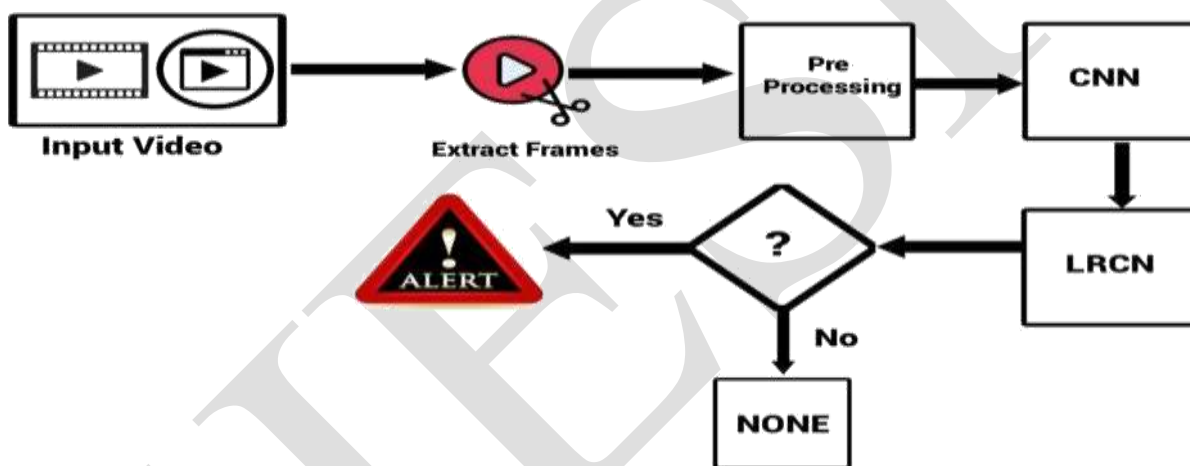 Input Video
Extract Frames
Pre
Processing
CNN
LRCN
?
Yes
! 
ALERT
No
NONE